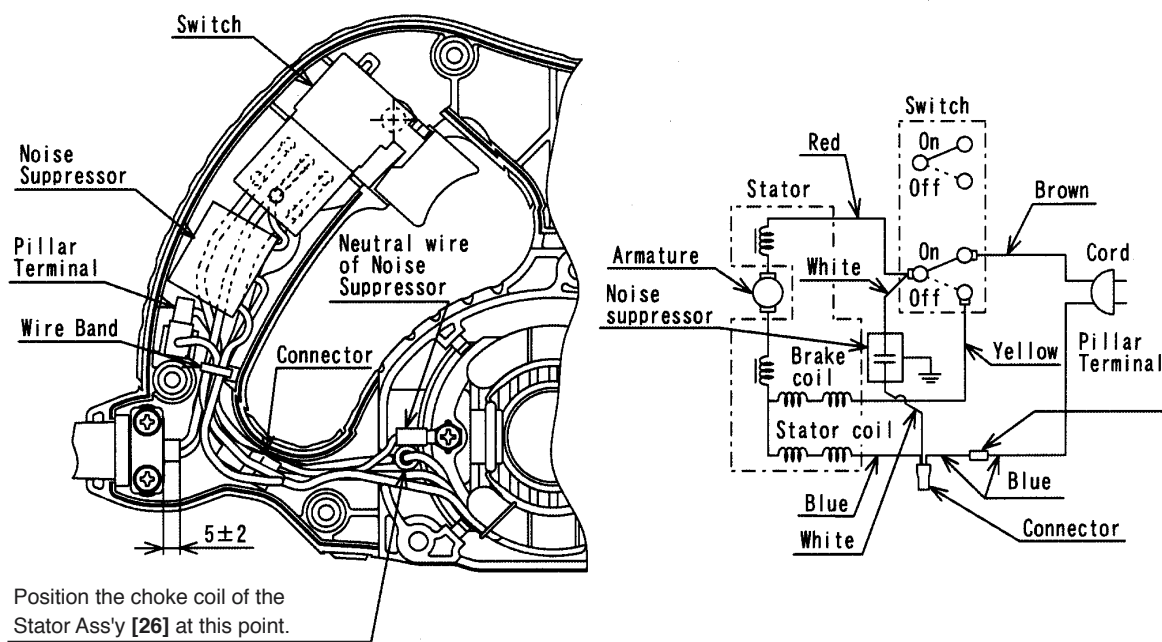 Switch
Noise
Suppressor
Pillar
Terminal
Wire Band
Neutral wire
of Noise
Suppressor
Connector
5±2
Position the choke coil of the
Stator Ass'y [26] at this point.
Switch
On
Off
Red
Stator
Brown
Armature
White
On
Off
Cord
Noise
suppressor
Brake
coil
Yellow
Pillar
Terminal
Stator coil
Blue
Blue
White
Connector